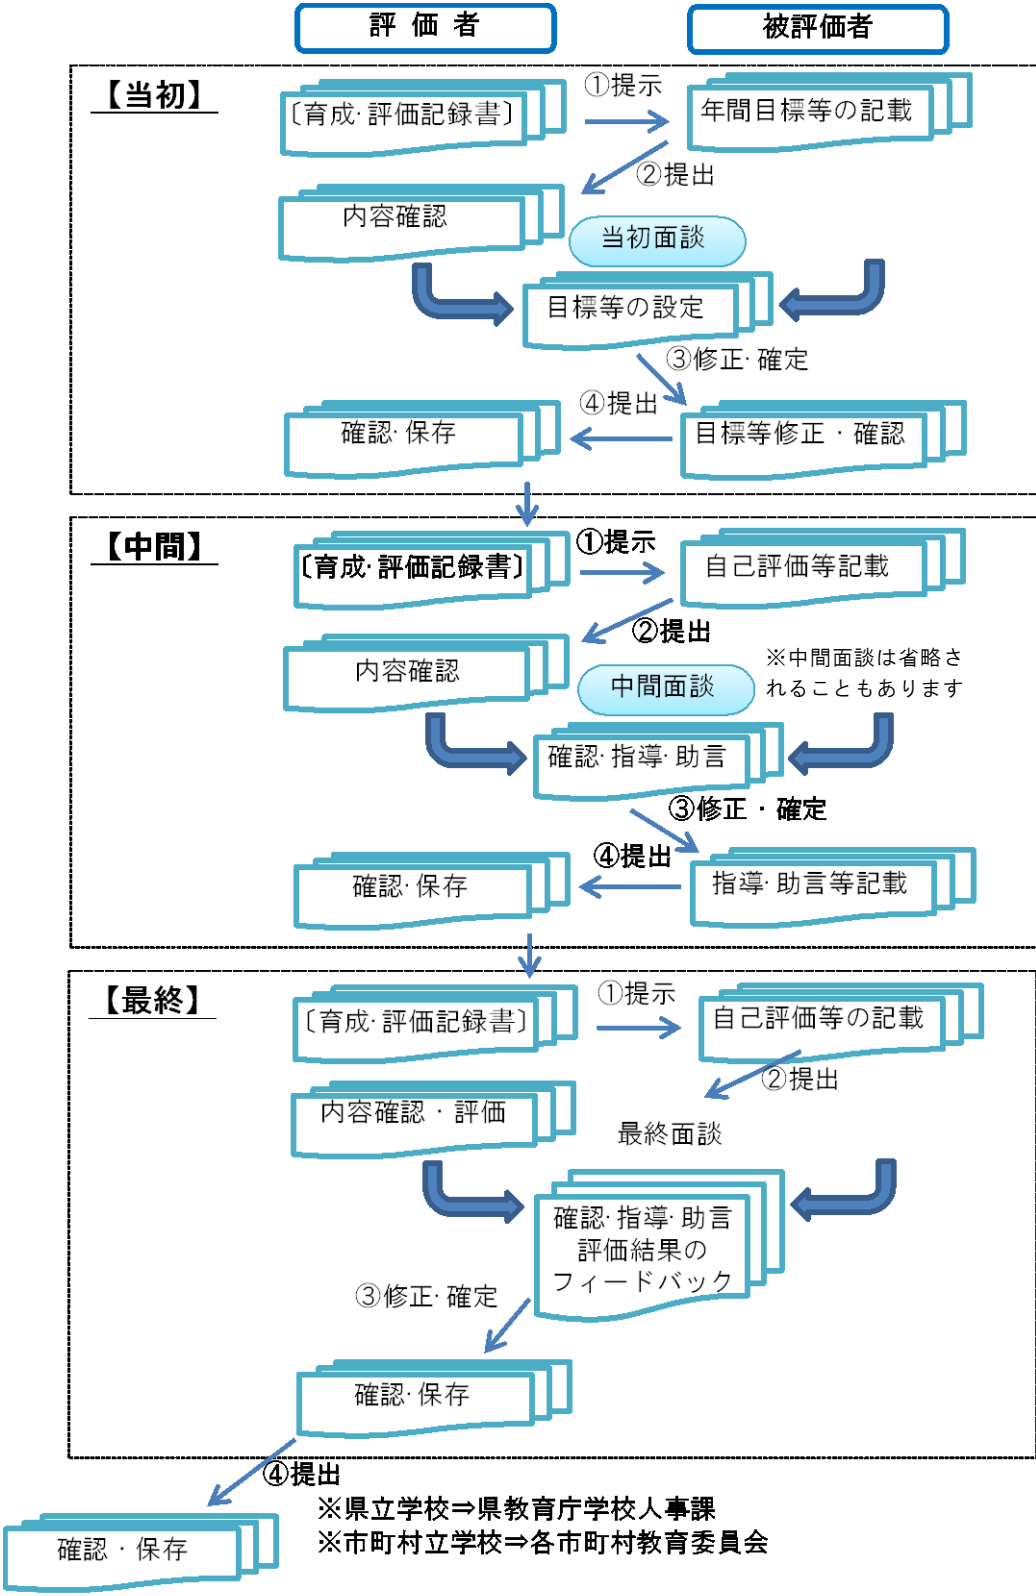 評 価 者
被評価者
【当初】
〔育成・評価記録書〕
①提示
年間目標等の記載
②提出
内容確認
当初面談
目標等の設定
③修正・確定
④提出
確認・保存
目標等修正・確認
【中間】
〔育成・評価記録書〕
①提示
自己評価等記載
②提出
内容確認
中間面談
※中間面談は省略さ
れることもあります
確認・指導・助言
③修正・確定
④提出
確認・保存
指導・助言等記載
【最終】
〔育成・評価記録書〕
①提示
自己評価等の記載
②提出
内容確認・評価
最終面談
確認・指導・助言
評価結果の
フィードバック
③修正・確定
確認・保存
④提出
※県立学校⇒県教育庁学校人事課
※市町村立学校⇒各市町村教育委員会
確認・保存